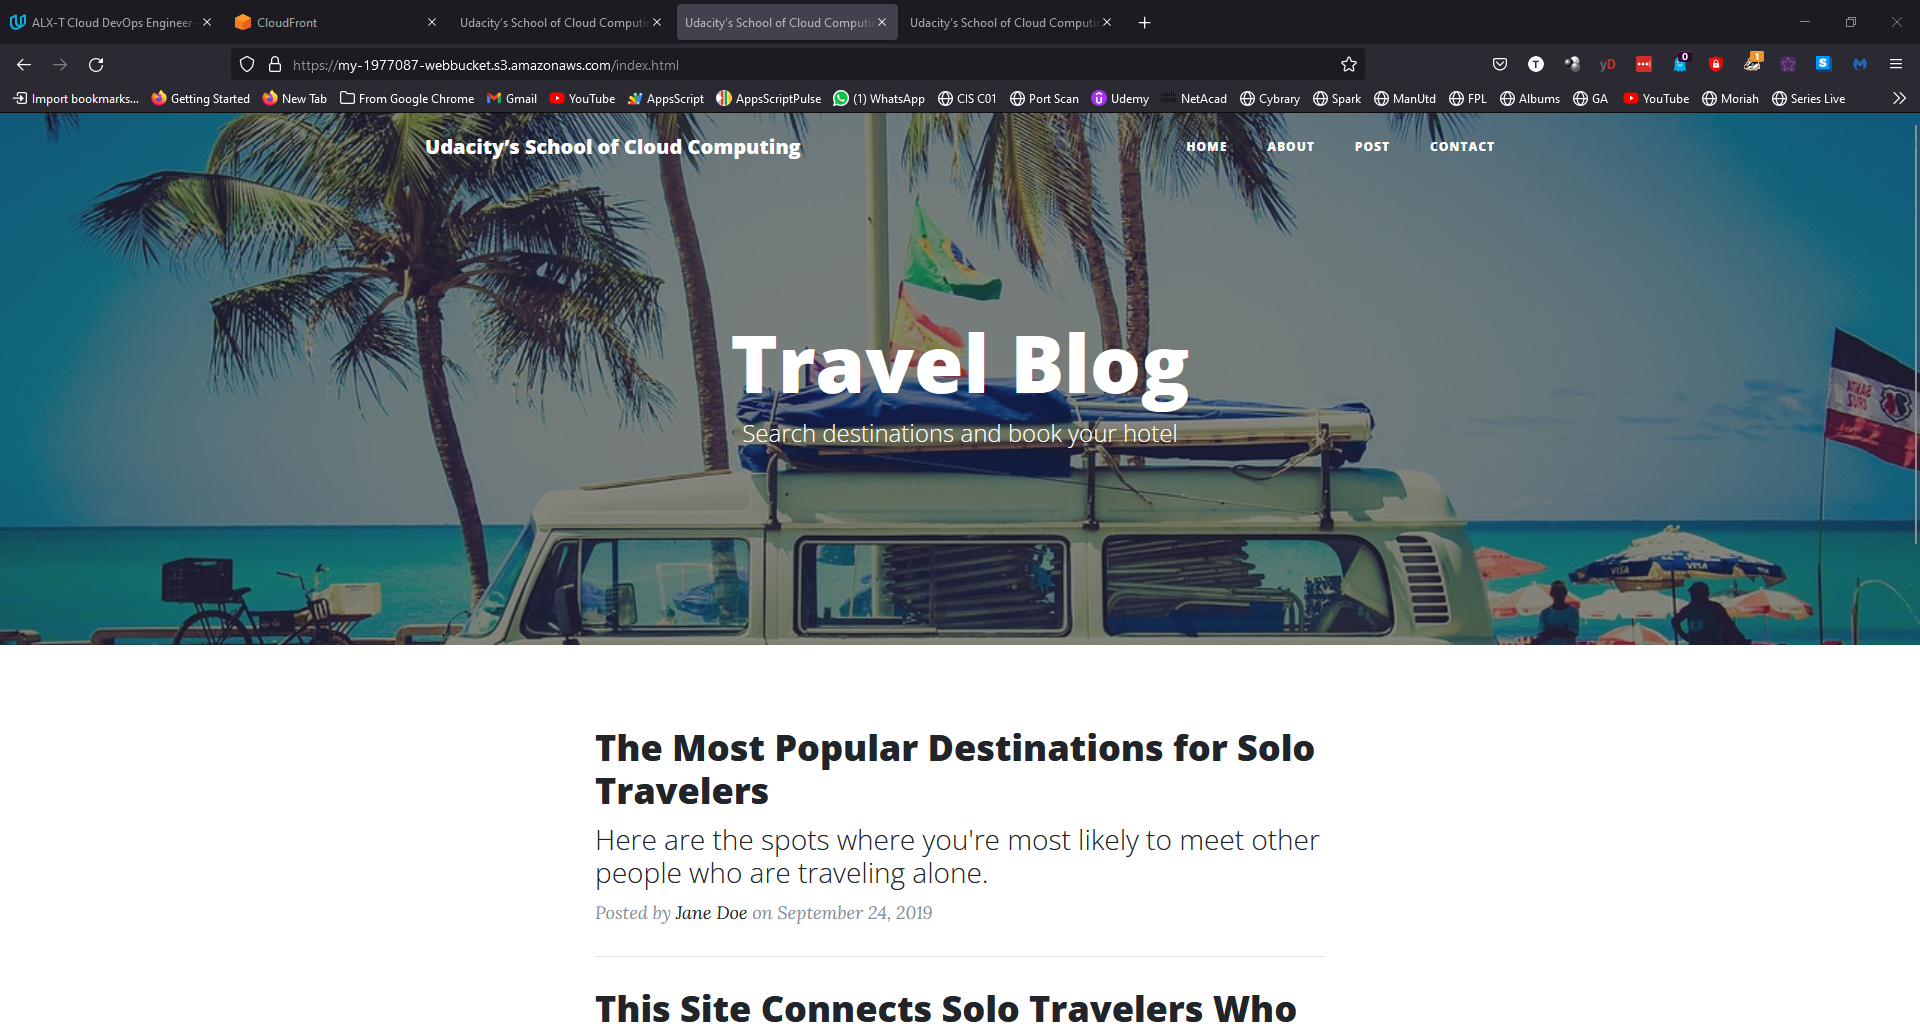 ALX-T Cloud DevOps Engineer -
CloudFront
Udacity’s School of Cloud Computi
Udacity’s School of Cloud Computi
Udacity’s School of Cloud Computi
https://my-1977087-webbucket.s3.amazonaws.com/index.html
T
yD
0
1
S
Import bookmarks...
Getting Started
New Tab
From Google Chrome
Gmail
YouTube
AppsScript
AppsScriptPulse
(1) WhatsApp
CIS C01
Port Scan
Udemy
NetAcad
Cybrary
Spark
ManUtd
FPL
Albums
GA
YouTube
Moriah
Series Live
Udacity’s School of Cloud Computing
HOME
ABOUT
POST
CONTACT
Travel Blog
Search destinations and book your hotel
VISA
VISA
The Most Popular Destinations for Solo
Travelers
Here are the spots where you're most likely to meet other
people who are traveling alone.
Posted by Jane Doe on September 24, 2019
This Site Connects Solo Travelers Who